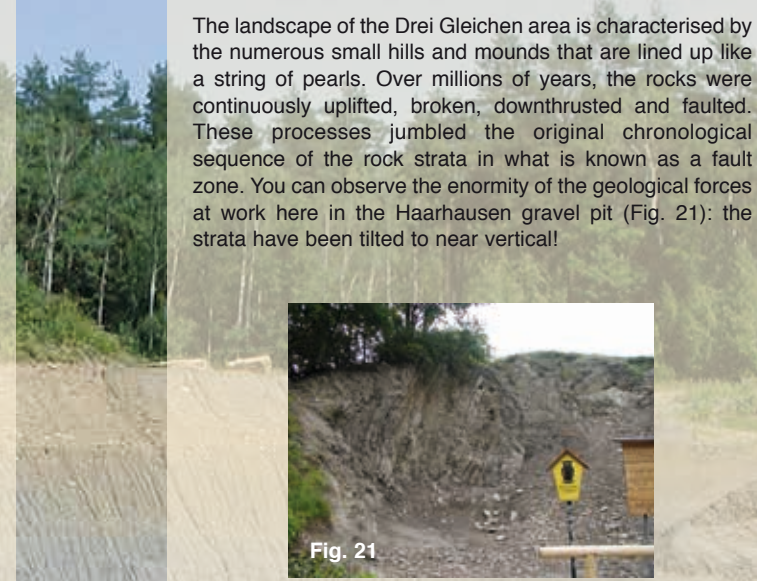 The landscape of the Drei Gleichen area is characterised by
the numerous small hills and mounds that are lined up like
a string of pearls. Over millions of years, the rocks were
continuously uplifted, broken, downthrusted and faulted.
These processes jumbled the original chronological
sequence of the rock strata in what is known as a fault
zone. You can observe the enormity of the geological forces
at work here in the Haarhausen gravel pit (Fig. 21): the
strata have been tilted to near vertical!
Fig. 21